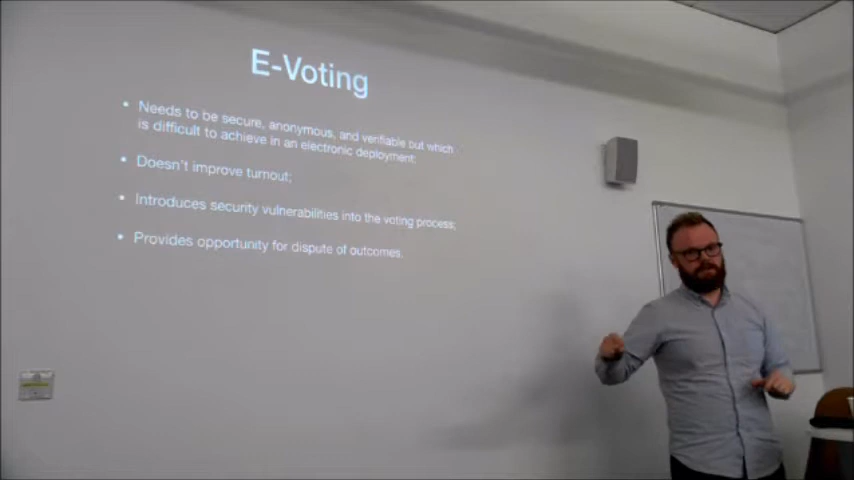 E-Voting
• Needs to be secure, anonymous, and verifiable but which
is difficult to achieve in an electronic deployment;
• Doesn't improve turnout;
• Introduces security vulnerabilities into the voting process;
• Provides opportunity for dispute of outcomes.